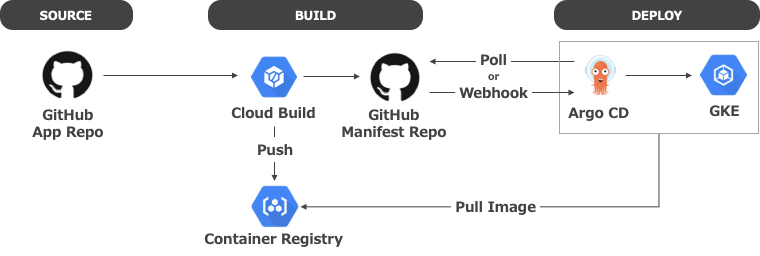 SOURCE
BUILD
DEPLOY
GitHub
App Repo
Cloud Build
GitHub
Manifest Repo
Poll
or
Webhook
Argo CD
GKE
Push
Container Registry
Pull Image